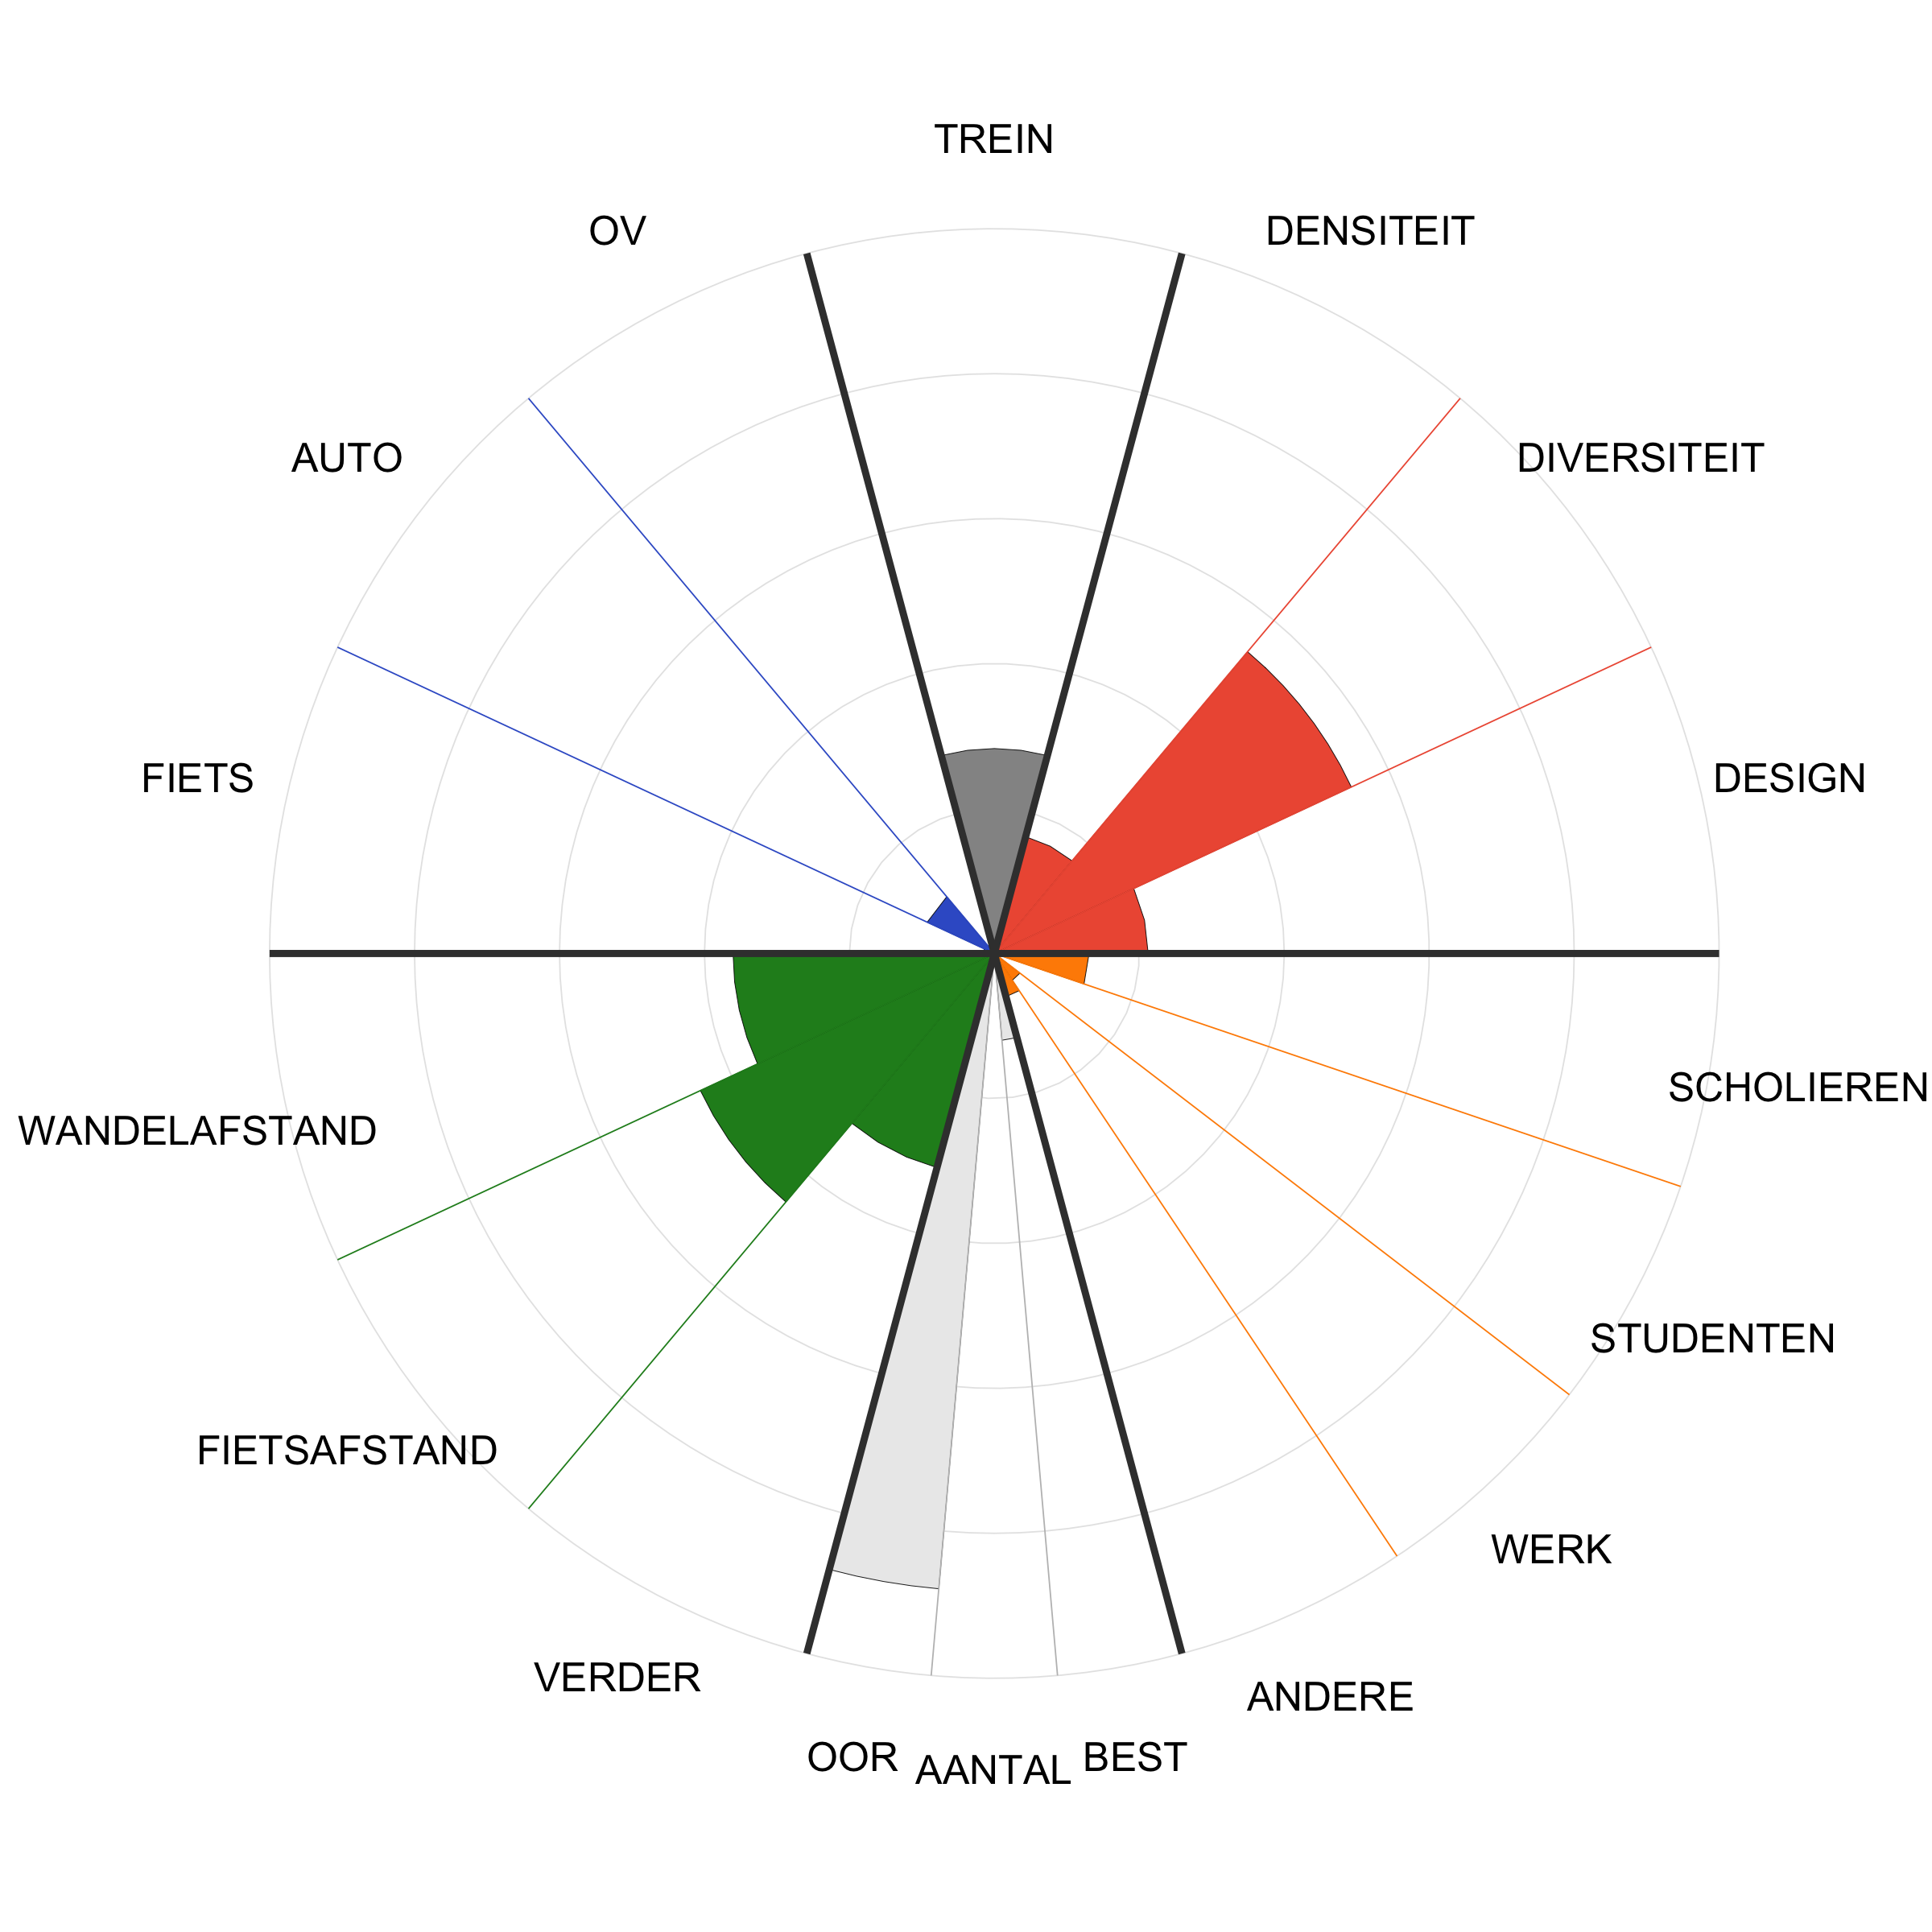 TREIN
OV
DENSITEIT
AUTO
DIVERSITEIT
FIETS
DESIGN
SCHOLIEREN
WANDELAFSTAND
STUDENTEN
FIETSAFSTAND
WERK
VERDER
ANDERE
OOR
AANTAL
BEST